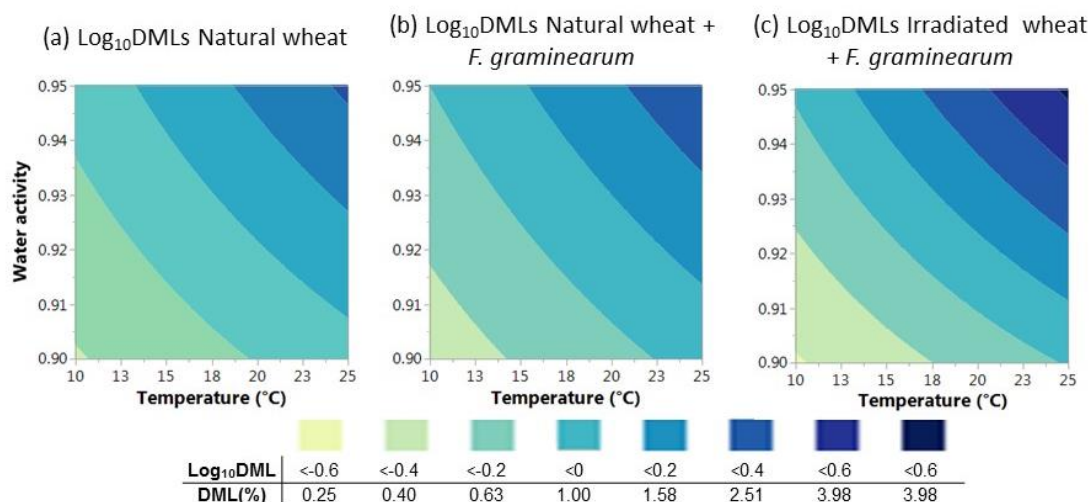 (a) Log₁₀DMLs Natural wheat
(b) Log₁₀DMLs Natural wheat +
F. graminearum
(c) Log₁₀DMLs Irradiated wheat
+ F. graminearum
Water activity
0.95
0.94
0.93
0.92
0.91
0.90
10 13 15 18 20 23 25
Temperature (°C)
0.95
0.94
0.93
0.92
0.91
0.90
10 13 15 18 20 23 25
Temperature (°C)
0.95
0.94
0.93
0.92
0.91
0.90
10 13 15 18 20 23 25
Temperature (°C)
Log₁₀DML <-0.6 <-0.4 <-0.2 <0 <0.2 <0.4 <0.6 <0.6
DML(%) 0.25 0.40 0.63 1.00 1.58 2.51 3.98 3.98